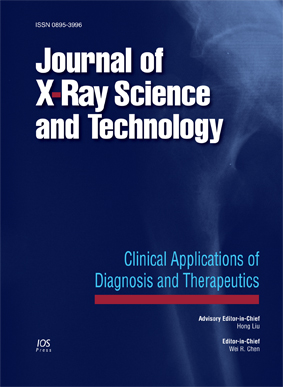 ISSN 0895-3996
Journal of
X-Ray Science
and Technology
Clinical Applications of
Diagnosis and Therapeutics
Advisory Editor-in-Chief
Hong Liu
Editor-in-Chief
Wei R. Chen
IOS
Press